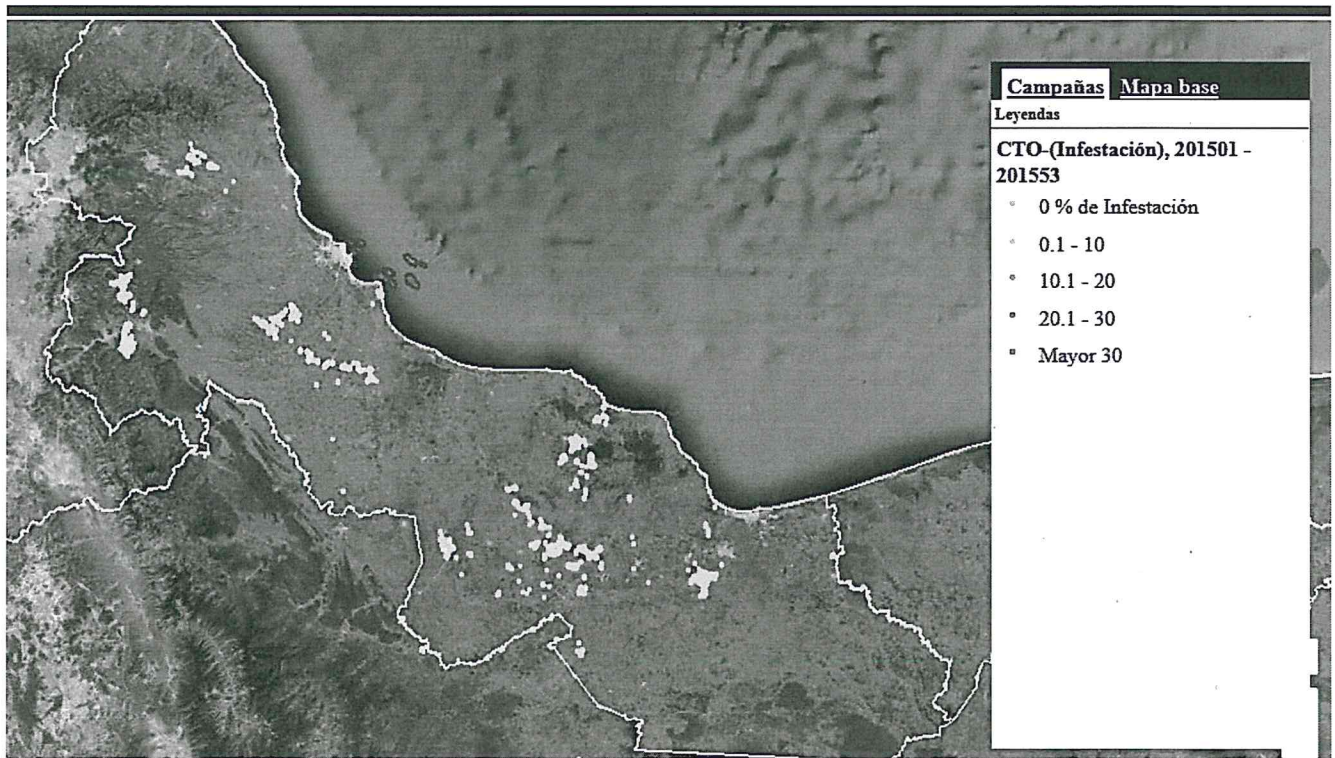 Campañas Mapa base
Leyendas
CTO-(Infestación), 201501 -
201553
0 % de Infestación
0.1 - 10
10.1 - 20
20.1 - 30
Mayor 30